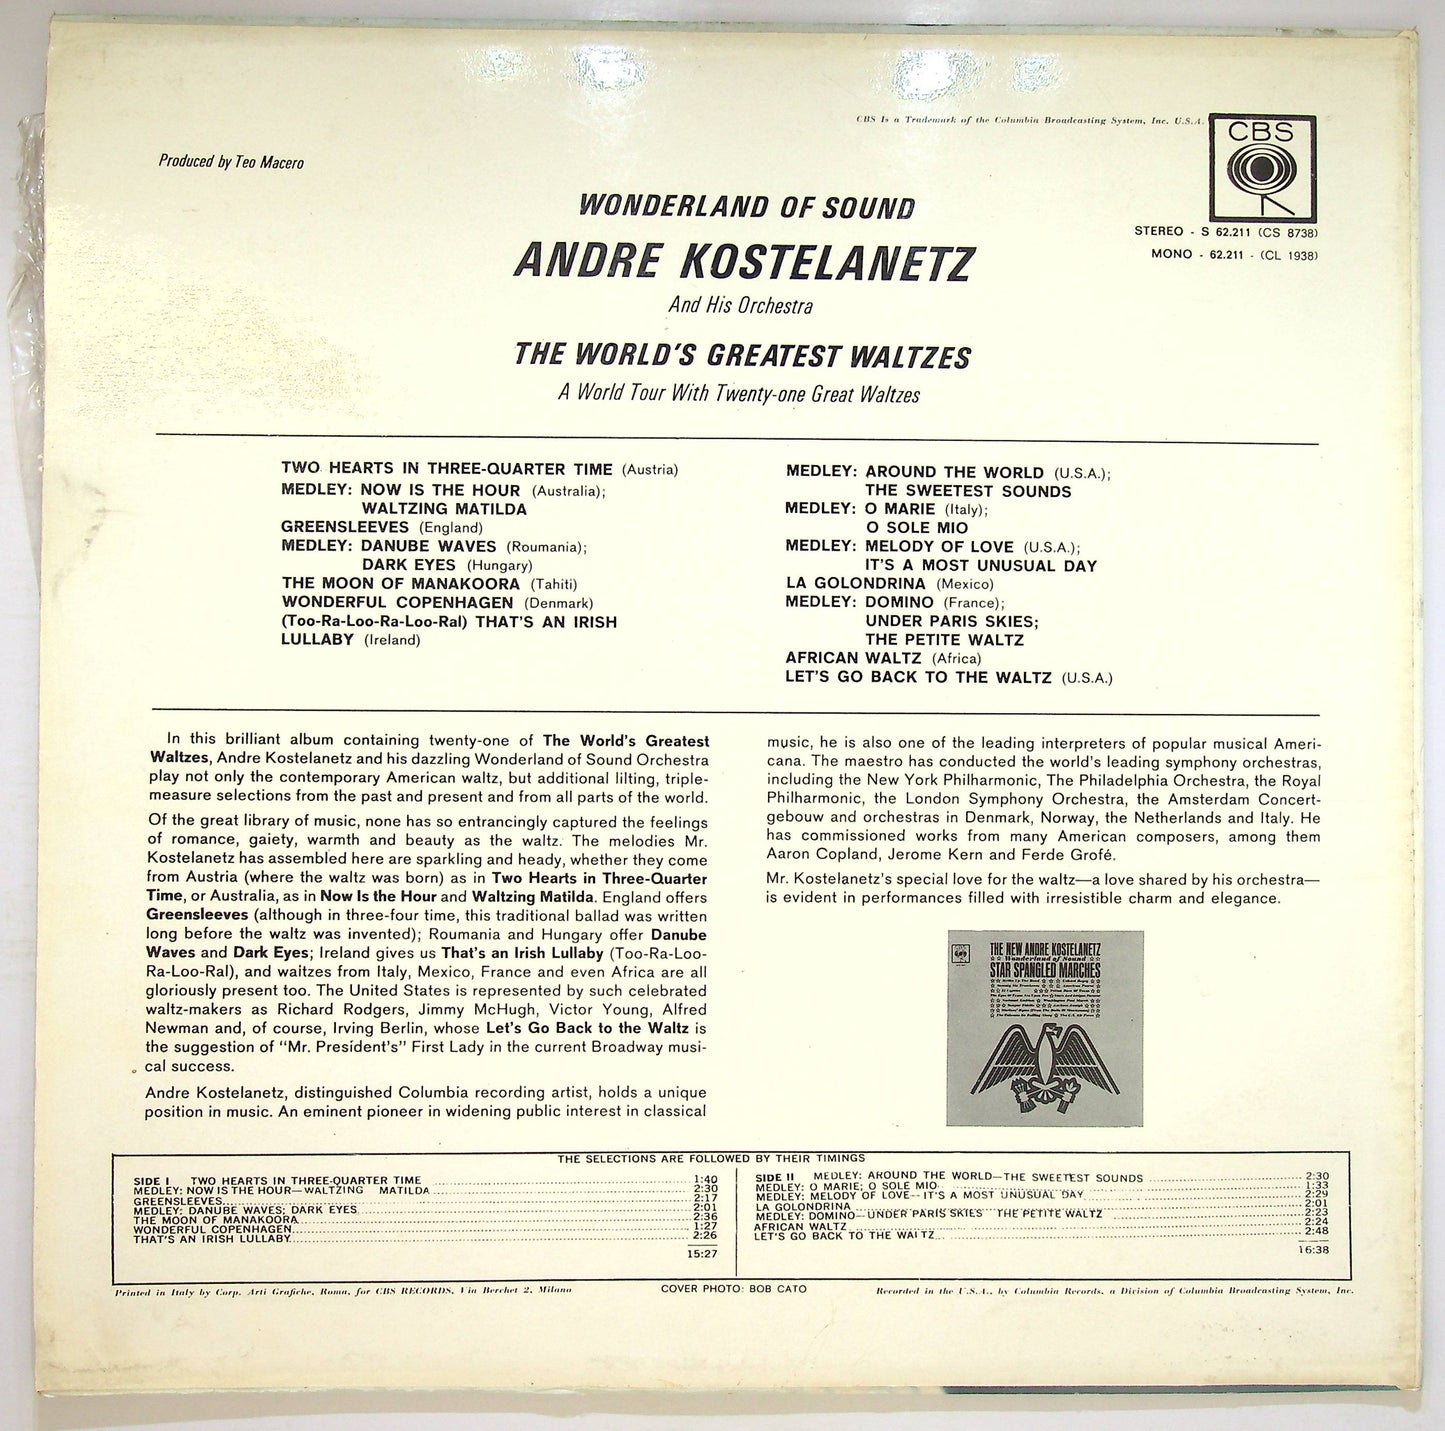 CBS Is a Trademark of the Columbia Broadcasting System, Inc. U.S.A.
CBS
Produced by Teo Macero
STEREO - S 62.211 (CS 8738)
MONO - 62.211 - (CL 1938)
WONDERLAND OF SOUND
ANDRE KOSTELANETZ
And His Orchestra
THE WORLD'S GREATEST WALTZES
A World Tour With Twenty-one Great Waltzes
TWO HEARTS IN THREE-QUARTER TIME (Austria)
MEDLEY: NOW IS THE HOUR (Australia);
WALTZING MATILDA
GREENSLEEVES (England)
MEDLEY: DANUBE WAVES (Roumania);
DARK EYES (Hungary)
THE MOON OF MANAKOORA (Tahiti)
WONDERFUL COPENHAGEN (Denmark)
(Too-Ra-Loo-Ra-Loo-Ral) THAT'S AN IRISH
LULLABY (Ireland)
MEDLEY: AROUND THE WORLD (U.S.A.);
THE SWEETEST SOUNDS
MEDLEY: O MARIE (Italy);
O SOLE MIO
MEDLEY: MELODY OF LOVE (U.S.A.);
IT'S A MOST UNUSUAL DAY
LA GOLONDRINA (Mexico)
MEDLEY: DOMINO (France);
UNDER PARIS SKIES;
THE PETITE WALTZ
AFRICAN WALTZ (Africa)
LET'S GO BACK TO THE WALTZ (U.S.A.)
In this brilliant album containing twenty-one of The World's Greatest
Waltzes, Andre Kostelanetz and his dazzling Wonderland of Sound Orchestra
play not only the contemporary American waltz, but additional lilting, triple-
measure selections from the past and present and from all parts of the world.
Of the great library of music, none has so entrancingly captured the feelings
of romance, gaiety, warmth and beauty as the waltz. The melodies Mr.
Kostelanetz has assembled here are sparkling and heady, whether they come
from Austria (where the waltz was born) as in Two Hearts in Three-Quarter
Time, or Australia, as in Now Is the Hour and Waltzing Matilda. England offers
Greensleeves (although in three-four time, this traditional ballad was written
long before the waltz was invented); Roumania and Hungary offer Danube
Waves and Dark Eyes; Ireland gives us That's an Irish Lullaby (Too-Ra-Loo-
Ra-Loo-Ral), and waitzes from Italy, Mexico, France and even Africa are all
gloriously present too. The United States is represented by such celebrated
waltz-makers as Richard Rodgers, Jimmy McHugh, Victor Young, Alfred
Newman and, of course, Irving Berlin, whose Let's Go Back to the Waltz is
the suggestion of "Mr. President's" First Lady in the current Broadway musi-
cal success.
Andre Kostelanetz, distinguished Columbia recording artist, holds a unique
position in music. An eminent pioneer in widening public interest in classical
music, he is also one of the leading interpreters of popular musical Ameri-
cana. The maestro has conducted the world's leading symphony orchestras,
including the New York Philharmonic, The Philadelphia Orchestra, the Royal
Philharmonic, the London Symphony Orchestra, the Amsterdam Concert-
gebouw and orchestras in Denmark, Norway, the Netherlands and Italy. He
has commissioned works from many American composers, among them
Aaron Copland, Jerome Kern and Ferde Grofé.
Mr. Kostelanetz's special love for the waltz—a love shared by his orchestra—
is evident in performances filled with irresistible charm and elegance.
THE NEW ANDRE KOSTELANETZ
Wonderland of Sound
STAR SPANGLED MARCHES
THE SELECTIONS ARE FOLLOWED BY THEIR TIMINGS
SIDE I TWO HEARTS IN THREE-QUARTER TIME 1:40
MEDLEY: NOW IS THE HOUR—WALTZING MATILDA 2:30
GREENSLEEVES 2:17
MEDLEY: DANUBE WAVES; DARK EYES 2:01
THE MOON OF MANAKOORA 2:36
WONDERFUL COPENHAGEN 1:27
THAT'S AN IRISH LULLABY 2:26
15:27
SIDE II MEDLEY: AROUND THE WORLD—THE SWEETEST SOUNDS 2:30
MEDLEY: O MARIE; O SOLE MIO 1:33
MEDLEY: MELODY OF LOVE--IT'S A MOST UNUSUAL DAY 2:29
LA GOLONDRINA 2:01
MEDLEY: DOMINO—UNDER PARIS SKIES THE PETITE WALTZ 2:23
AFRICAN WALTZ 2:24
LET'S GO BACK TO THE WALTZ 2:48
16:38
Printed in Italy by Corp. Arti Grafiche, Roma, for CBS RECORDS, Via Berchet 2, Milano
COVER PHOTO: BOB CATO
Recorded in the U.S.A., by Columbia Records, a Division of Columbia Broadcasting System, Inc.